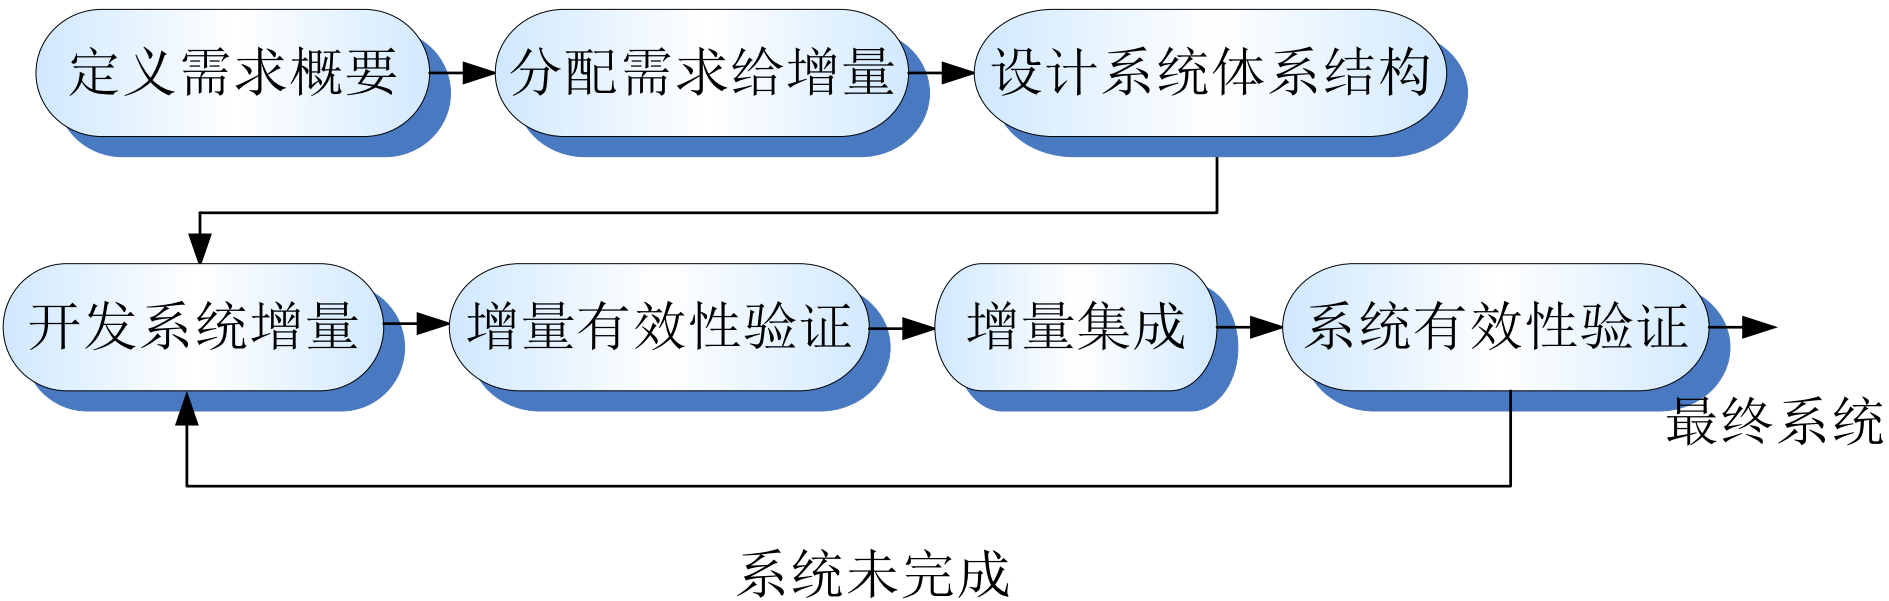 定义需求概要
分配需求给增量
设计系统体系结构
开发系统增量
增量有效性验证
增量集成
系统有效性验证
最终系统
系统未完成